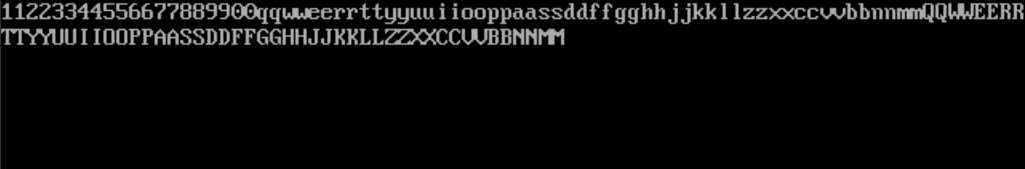 11223344556677889900qqwweerrttyyuuiiooppaassddffgghhjjkkllzzxxccvvbbnnmmQQWWEERR
TTYYUUIIOOPPAASSDDFFGGHHJJKKLLZZXXCCVVBBNNMM